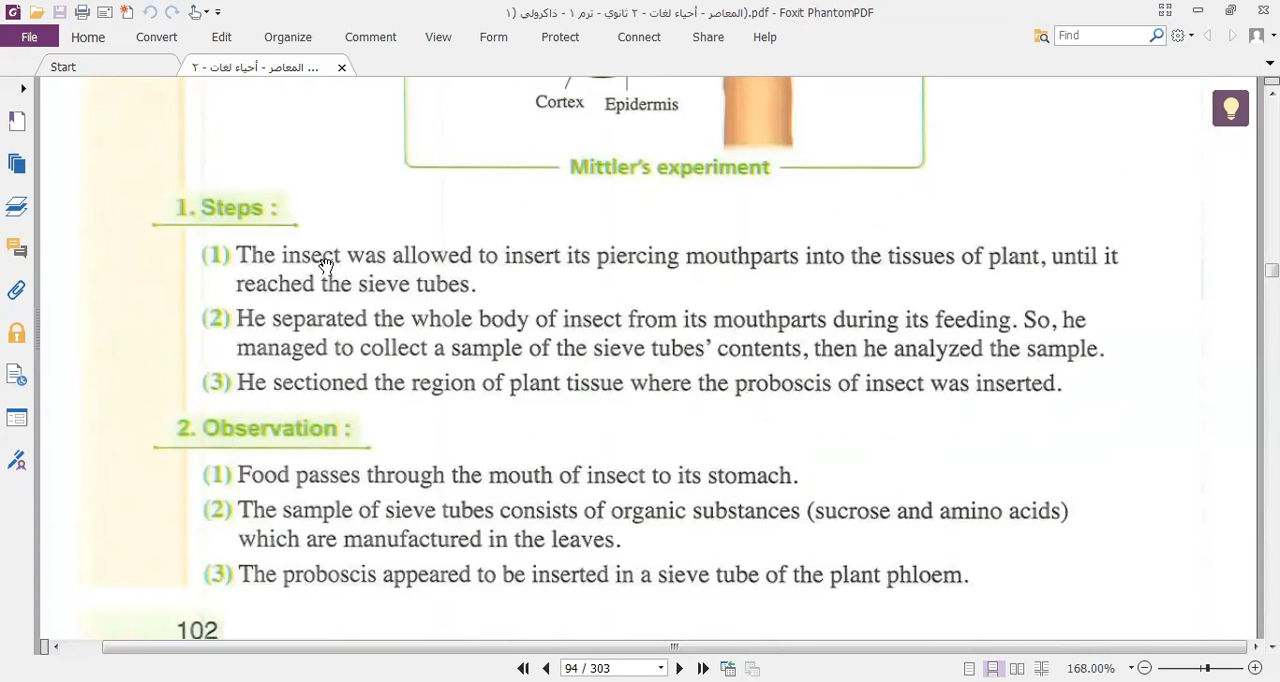 المعاصر - أحياء لغات - ٢ ثانوي - ترم ١ - ذاكرولي (١).pdf - Foxit PhantomPDF
File Home Convert Edit Organize Comment View Form Protect Connect Share Help Find
Start
المعاصر - أحياء لغات - ٢ ...
Cortex Epidermis
Mittler's experiment
1. Steps :
(1) The insect was allowed to insert its piercing mouthparts into the tissues of plant, until it
reached the sieve tubes.
(2) He separated the whole body of insect from its mouthparts during its feeding. So, he
managed to collect a sample of the sieve tubes' contents, then he analyzed the sample.
(3) He sectioned the region of plant tissue where the proboscis of insect was inserted.
2. Observation :
(1) Food passes through the mouth of insect to its stomach.
(2) The sample of sieve tubes consists of organic substances (sucrose and amino acids)
which are manufactured in the leaves.
(3) The proboscis appeared to be inserted in a sieve tube of the plant phloem.
102
94 / 303
168.00%